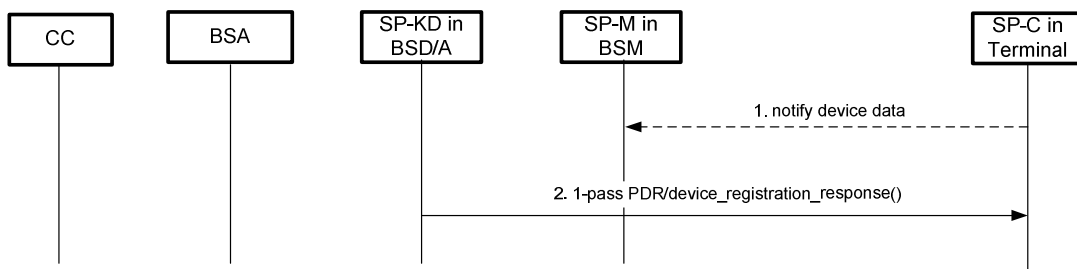 CC
BSA
SP-KD in
BSD/A
SP-M in
BSM
SP-C in
Terminal
1. notify device data
2. 1-pass PDR/device_registration_response()